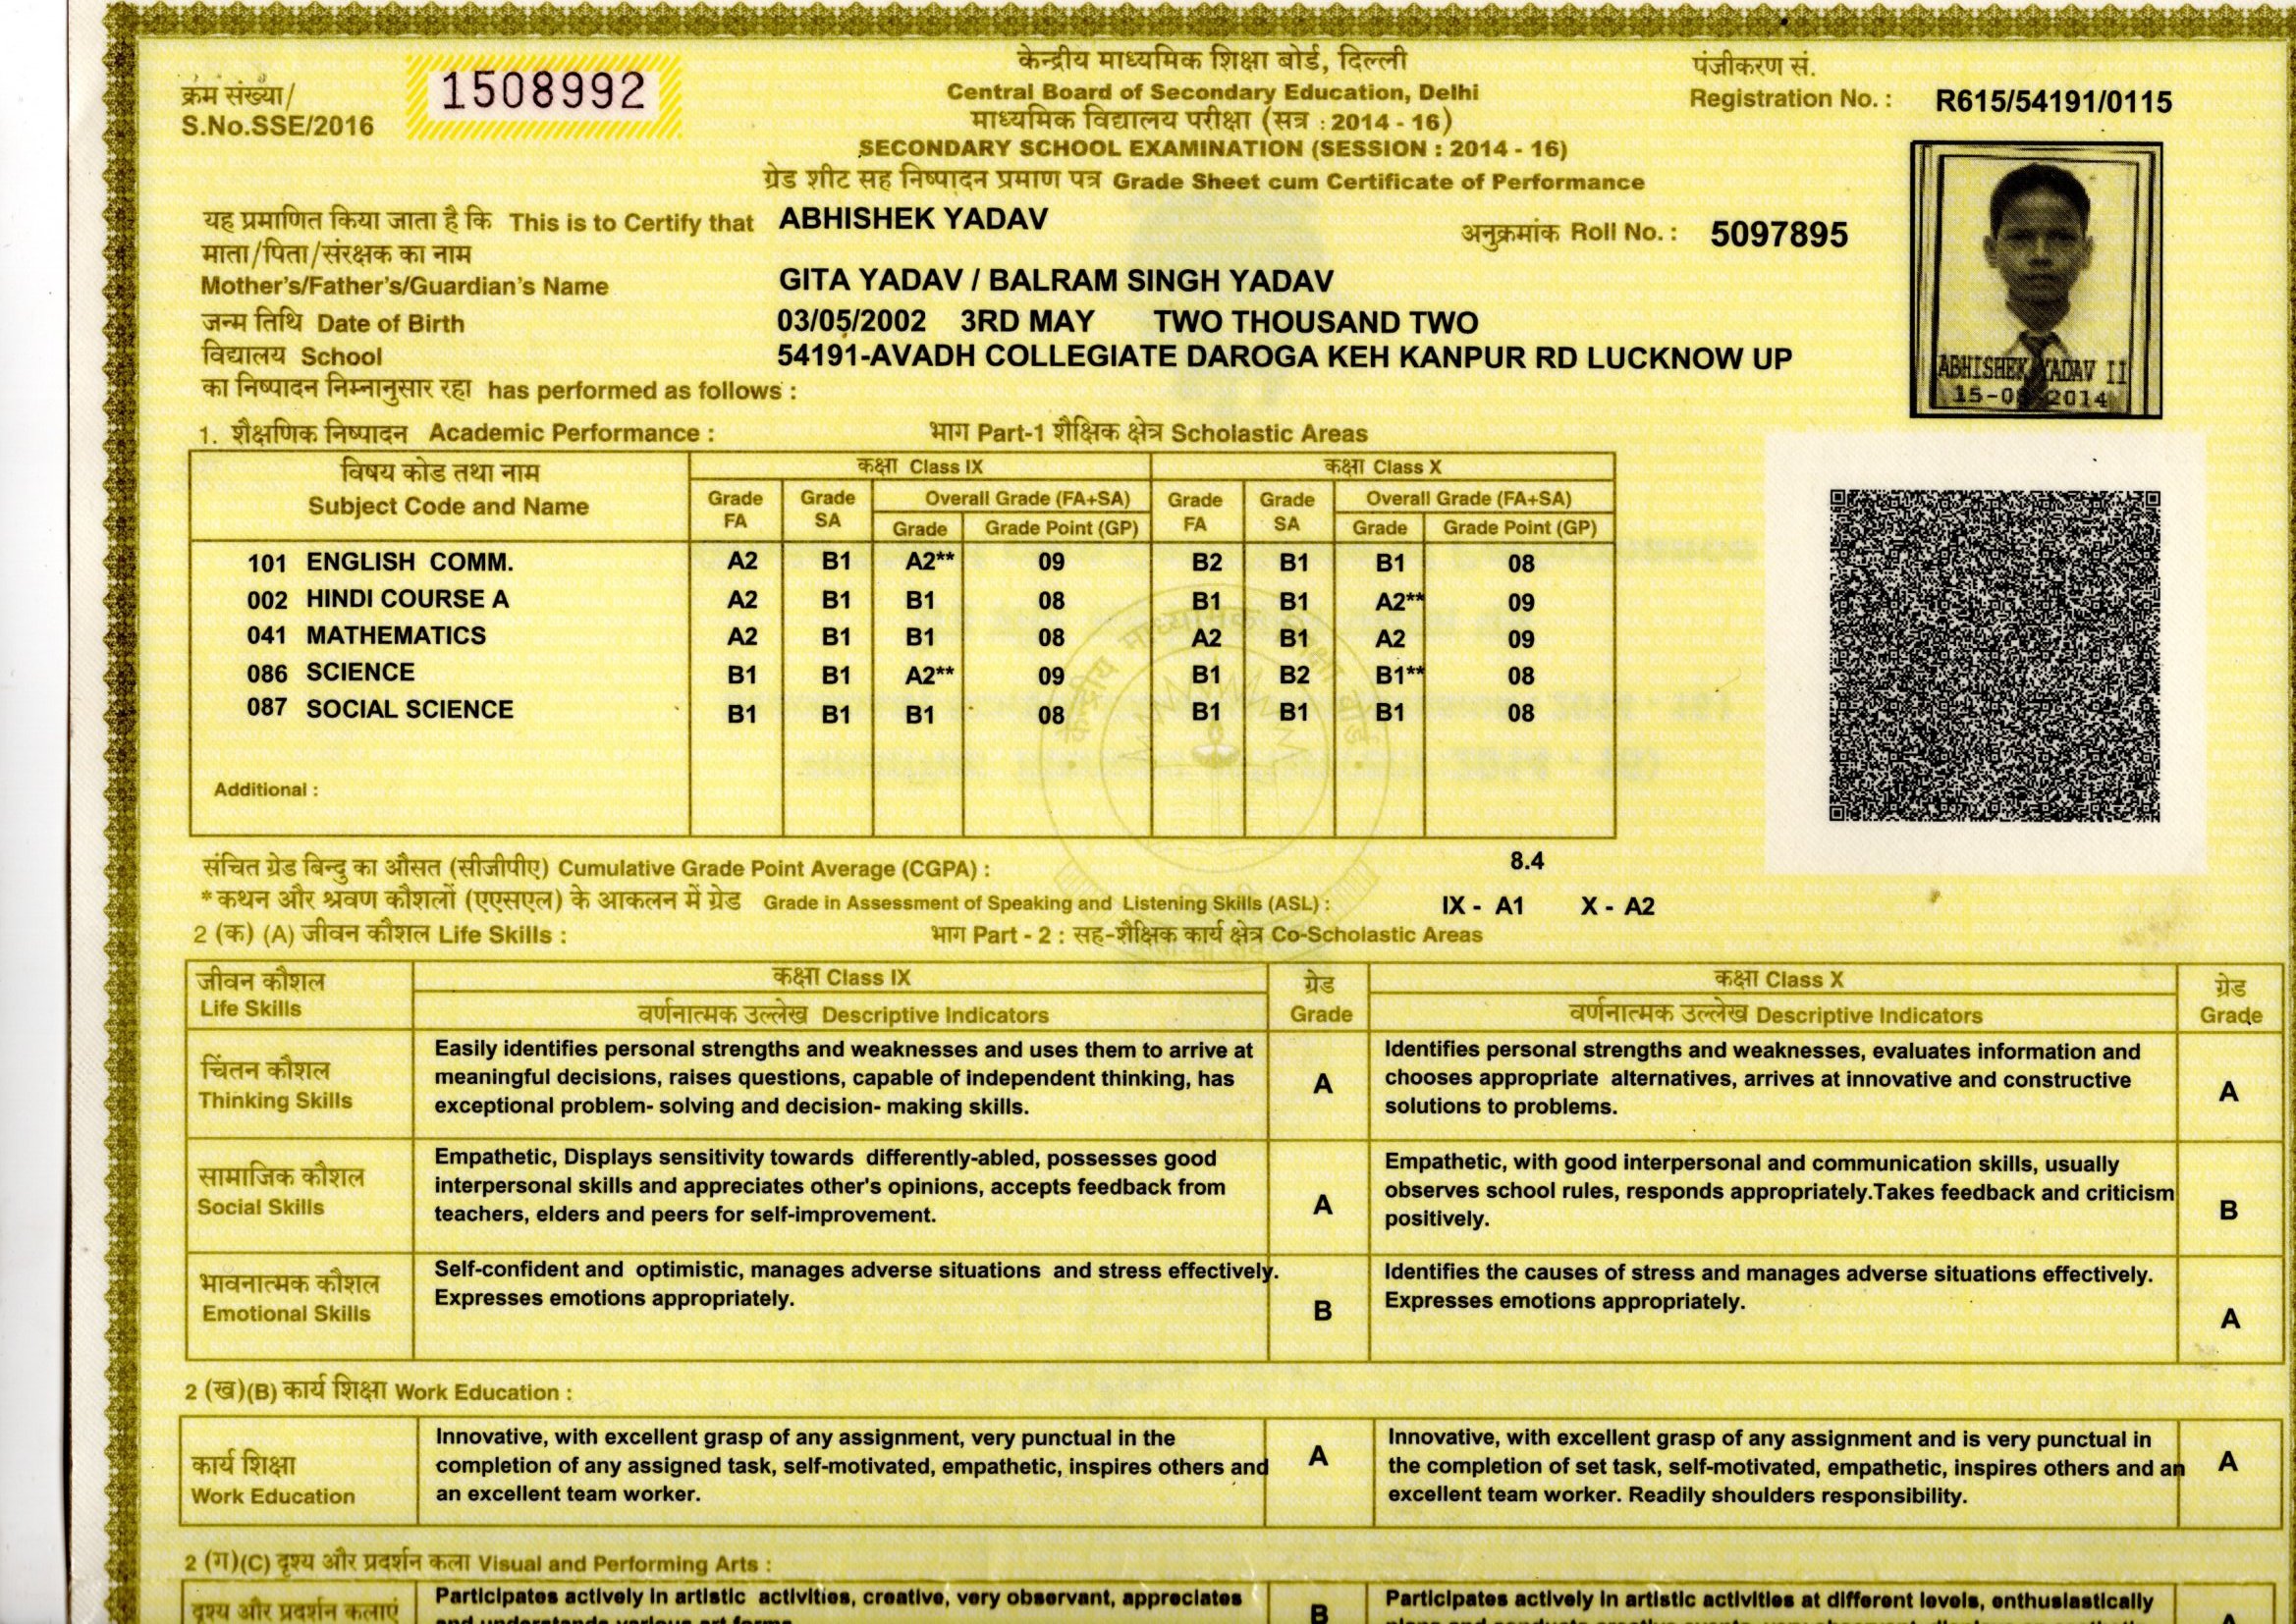 केन्द्रीय माध्यमिक शिक्षा बोर्ड, दिल्ली
पंजीकरण सं.
क्रम संख्या/
1508992
Central Board of Secondary Education, Delhi
Registration No. : R615/54191/0115
S.No.SSE/2016
माध्यमिक विद्यालय परीक्षा (सत्र : 2014 - 16)
SECONDARY SCHOOL EXAMINATION (SESSION : 2014 - 16)
ग्रेड शीट सह निष्पादन प्रमाण पत्र Grade Sheet cum Certificate of Performance
यह प्रमाणित किया जाता है कि This is to Certify that ABHISHEK YADAV
अनुक्रमांक Roll No. : 5097895
माता/पिता/संरक्षक का नाम
Mother's/Father's/Guardian's Name GITA YADAV / BALRAM SINGH YADAV
जन्म तिथि Date of Birth 03/05/2002 3RD MAY TWO THOUSAND TWO
विद्यालय School 54191-AVADH COLLEGIATE DAROGA KEH KANPUR RD LUCKNOW UP
ABHISHEK YADAV II
2014
का निष्पादन निम्नानुसार रहा has performed as follows :
1. शैक्षणिक निष्पादन Academic Performance : भाग Part-1 शैक्षिक क्षेत्र Scholastic Areas
विषय कोड तथा नाम कक्षा Class IX कक्षा Class X
Subject Code and Name Grade FA Grade SA Overall Grade (FA+SA) Grade FA Grade SA Overall Grade (FA+SA)
Grade Grade Point (GP) Grade Grade Point (GP)
101 ENGLISH COMM. A2 B1 A2** 09 B2 B1 B1 08
002 HINDI COURSE A A2 B1 B1 08 B1 B1 A2** 09
041 MATHEMATICS A2 B1 B1 08 A2 B1 A2 09
086 SCIENCE B1 B1 A2** 09 B1 B2 B1** 08
087 SOCIAL SCIENCE B1 B1 B1 08 B1 B1 B1 08
Additional :
संचित ग्रेड बिन्दु का औसत (सीजीपीए) Cumulative Grade Point Average (CGPA) : 8.4
*कथन और श्रवण कौशलों (एएसएल) के आकलन में ग्रेड Grade in Assessment of Speaking and Listening Skills (ASL) : IX - A1 X - A2
2 (क) (A) जीवन कौशल Life Skills : भाग Part - 2 : सह-शैक्षिक कार्य क्षेत्र Co-Scholastic Areas
जीवन कौशल कक्षा Class IX ग्रेड कक्षा Class X ग्रेड
Life Skills वर्णनात्मक उल्लेख Descriptive Indicators Grade वर्णनात्मक उल्लेख Descriptive Indicators Grade
चिंतन कौशल
Thinking Skills
Easily identifies personal strengths and weaknesses and uses them to arrive at
meaningful decisions, raises questions, capable of independent thinking, has
exceptional problem- solving and decision- making skills.
A
Identifies personal strengths and weaknesses, evaluates information and
chooses appropriate alternatives, arrives at innovative and constructive
solutions to problems.
A
सामाजिक कौशल
Social Skills
Empathetic, Displays sensitivity towards differently-abled, possesses good
interpersonal skills and appreciates other's opinions, accepts feedback from
teachers, elders and peers for self-improvement.
A
Empathetic, with good interpersonal and communication skills, usually
observes school rules, responds appropriately.Takes feedback and criticism
positively.
B
भावनात्मक कौशल
Emotional Skills
Self-confident and optimistic, manages adverse situations and stress effectively.
Expresses emotions appropriately.
B
Identifies the causes of stress and manages adverse situations effectively.
Expresses emotions appropriately.
A
2 (ख)(B) कार्य शिक्षा Work Education :
कार्य शिक्षा
Work Education
Innovative, with excellent grasp of any assignment, very punctual in the
completion of any assigned task, self-motivated, empathetic, inspires others and
an excellent team worker.
A
Innovative, with excellent grasp of any assignment and is very punctual in
the completion of set task, self-motivated, empathetic, inspires others and an
excellent team worker. Readily shoulders responsibility.
A
2 (ग)(C) दृश्य और प्रदर्शन कला Visual and Performing Arts :
दृश्य और प्रदर्शन कलाएं
Participates actively in artistic activities, creative, very observant, appreciates
B
Participates actively in artistic activities at different levels, enthusiastically